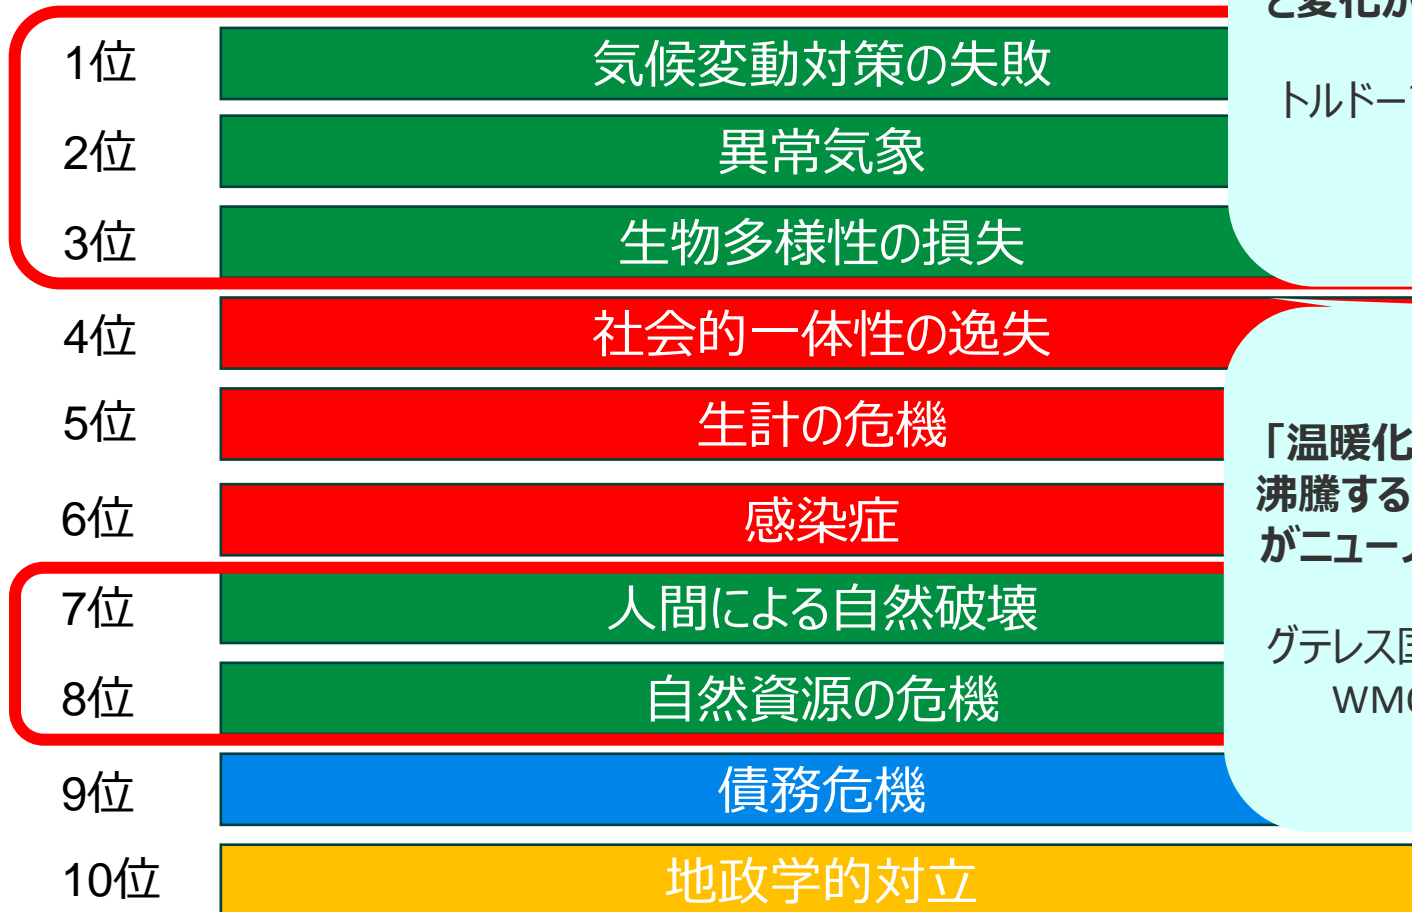 1位 気候変動対策の失敗
2位 異常気象
3位 生物多様性の損失
4位 社会的一体性の逸失
5位 生計の危機
6位 感染症
7位 人間による自然破壊
8位 自然資源の危機
9位 債務危機
10位 地政学的対立
と変化が
トルドー
「温暖化
沸騰する
がニュー
グテレス
WM